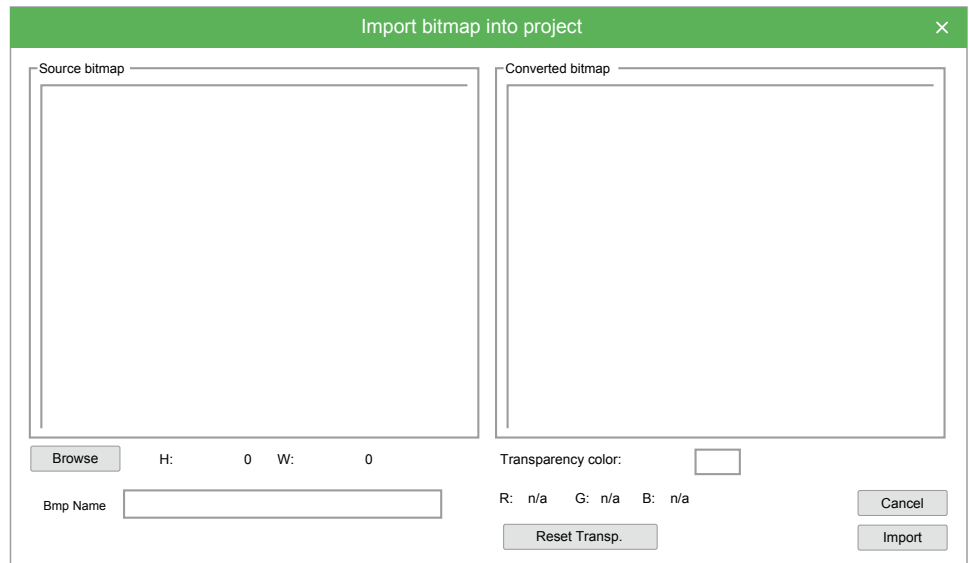 Import bitmap into project ×
Source bitmap
Converted bitmap
Browse H: 0 W: 0
Transparency color:
Bmp Name
R: n/a G: n/a B: n/a
Cancel
Reset Transp.
Import